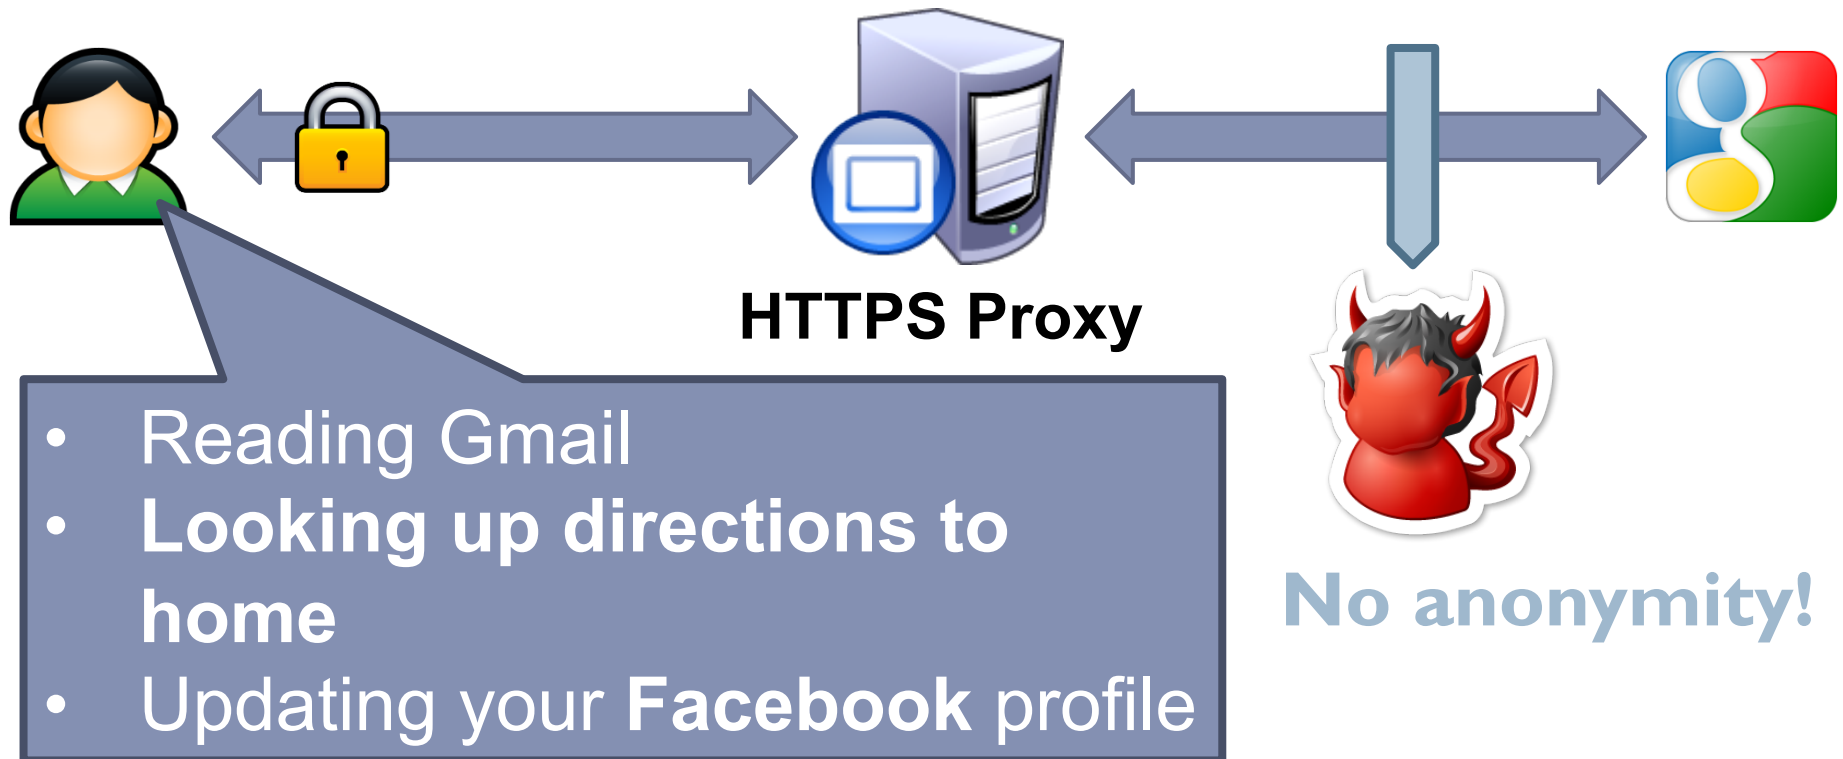 HTTPS Proxy
• Reading Gmail
• Looking up directions to
home
• Updating your Facebook profile
No anonymity!